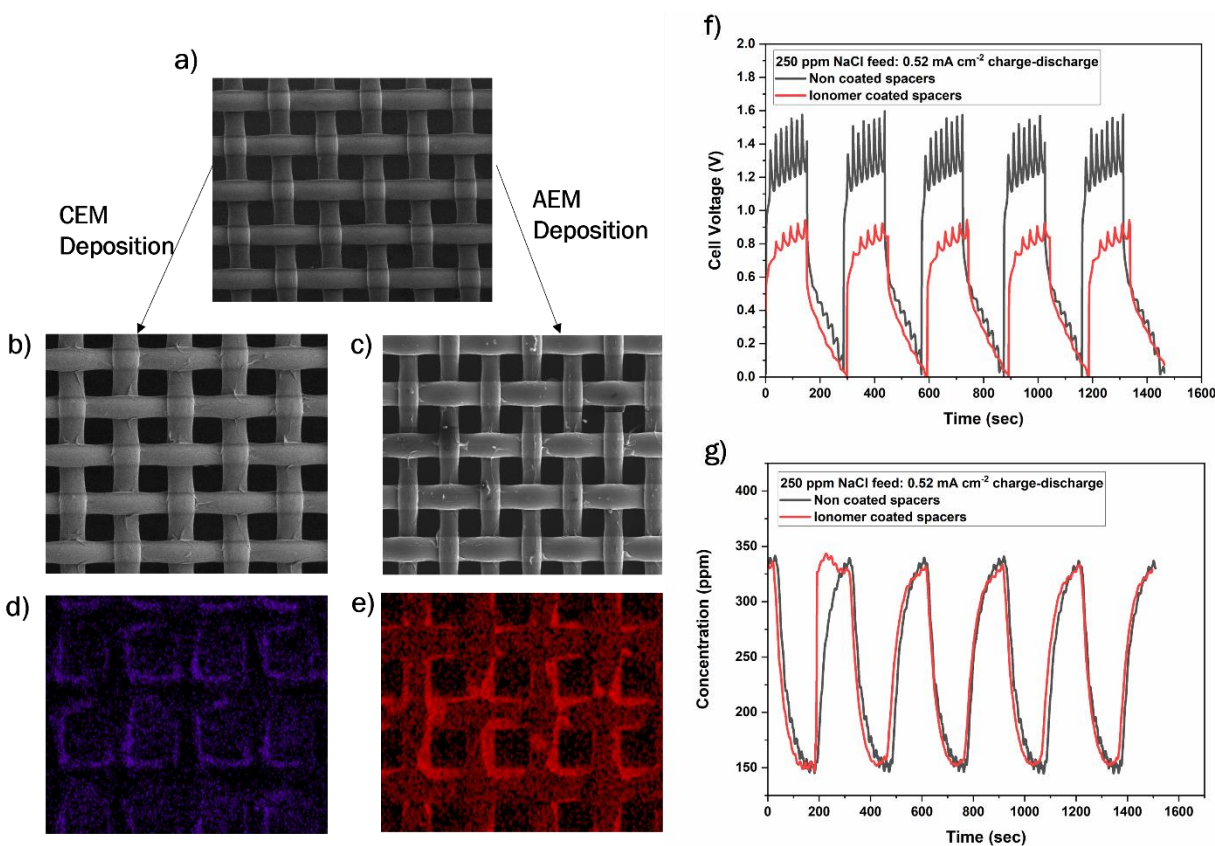 a)
CEM
Deposition
AEM
Deposition
b)
c)
d)
e)
f)
250 ppm NaCl feed: 0.52 mA cm⁻² charge-discharge
Non coated spacers
Ionomer coated spacers
2.0
1.8
1.6
1.4
1.2
1.0
0.8
0.6
0.4
0.2
0.0
Cell Voltage (V)
0 200 400 600 800 1000 1200 1400 1600
Time (sec)
g)
250 ppm NaCl feed: 0.52 mA cm⁻² charge-discharge
Non coated spacers
Ionomer coated spacers
400
350
300
250
200
150
Concentration (ppm)
0 200 400 600 800 1000 1200 1400 1600
Time (sec)